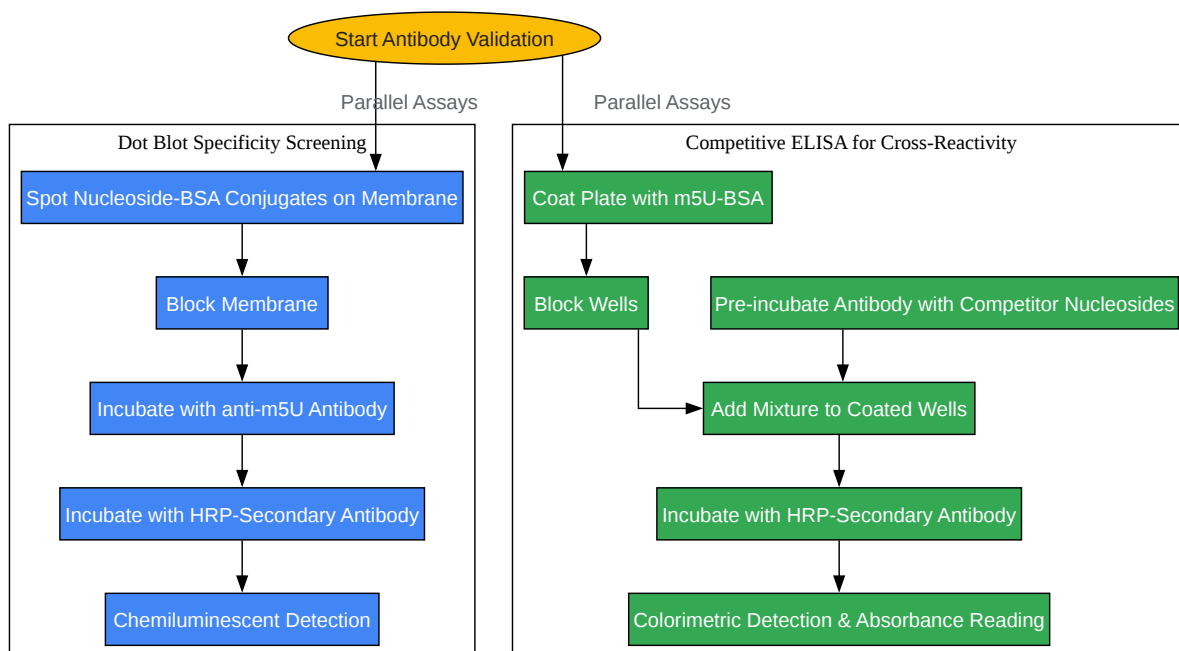 Start Antibody Validation
Parallel Assays
Parallel Assays
Dot Blot Specificity Screening
Spot Nucleoside-BSA Conjugates on Membrane
Block Membrane
Incubate with anti-m5U Antibody
Incubate with HRP-Secondary Antibody
Chemiluminescent Detection
Competitive ELISA for Cross-Reactivity
Coat Plate with m5U-BSA
Block Wells
Pre-incubate Antibody with Competitor Nucleosides
Add Mixture to Coated Wells
Incubate with HRP-Secondary Antibody
Colorimetric Detection & Absorbance Reading